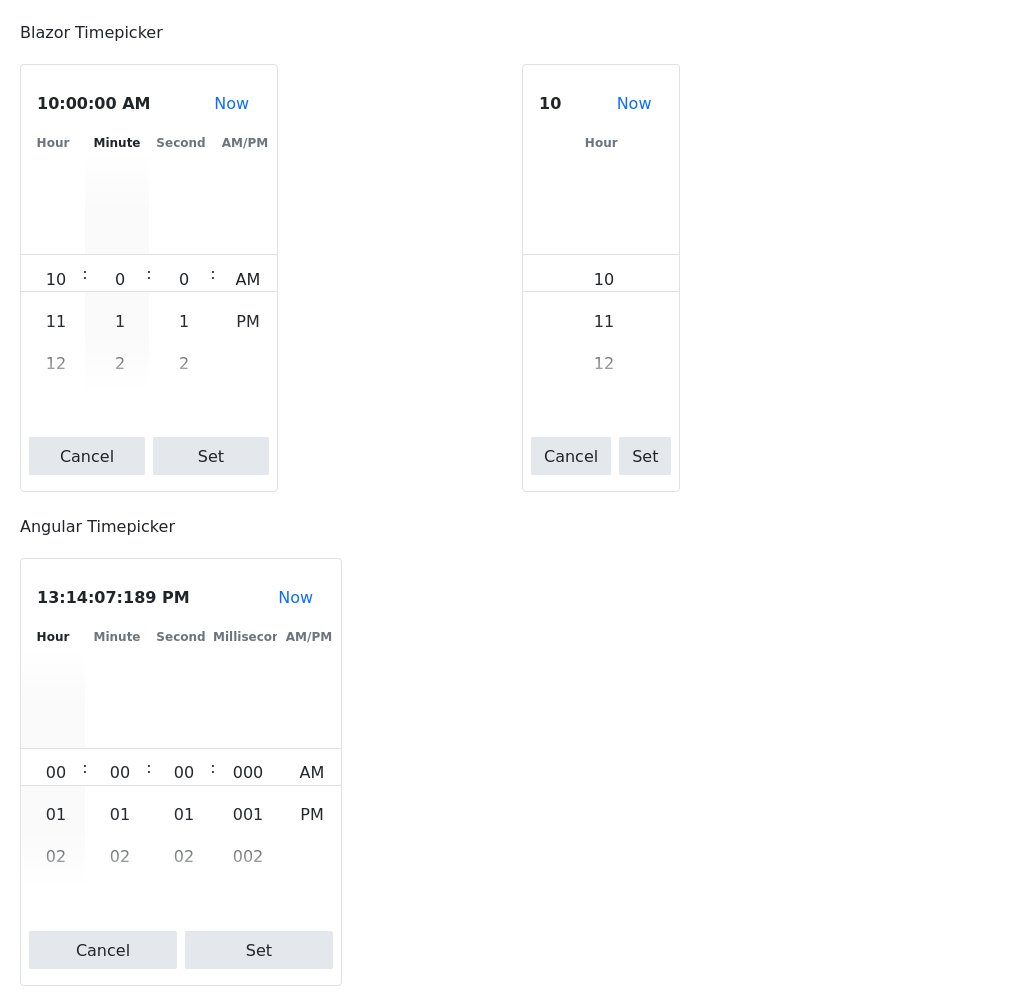 Blazor Timepicker
10:00:00 AM Now
Hour Minute Second AM/PM
10 : 0 : 0 : AM
11 1 1 PM
12 2 2
Cancel Set
10 Now
Hour
10
11
12
Cancel Set
Angular Timepicker
13:14:07:189 PM Now
Hour Minute Second Millisecor AM/PM
00 : 00 : 00 : 000 AM
01 01 01 001 PM
02 02 02 002
Cancel Set